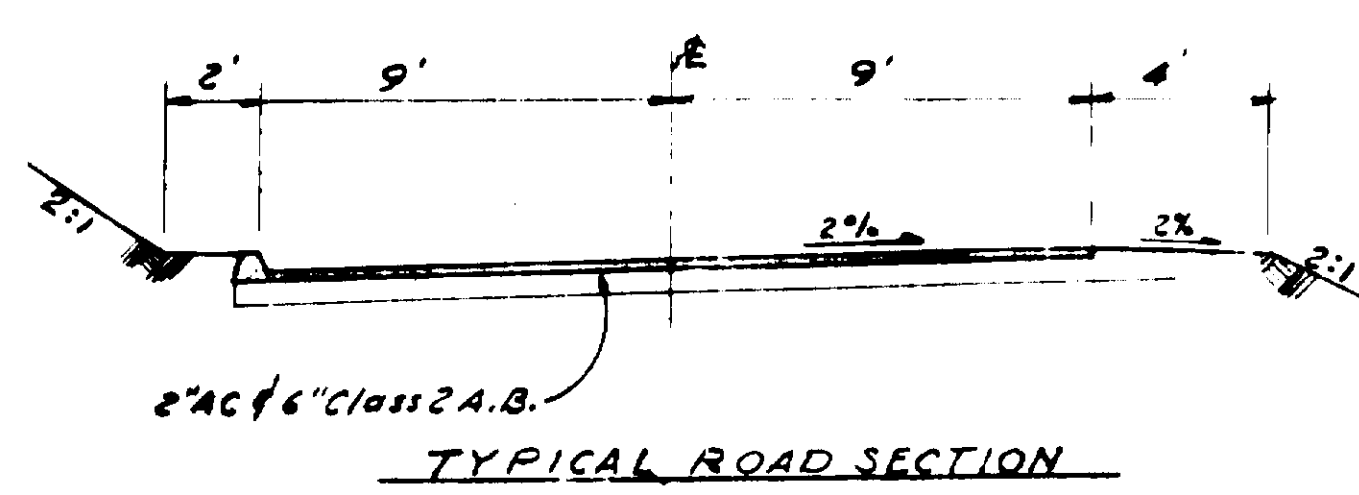 2' 9' ℄ 9' 4'
2:1 2% 2% 2:1
2"AC & 6"Class 2 A.B.
TYPICAL ROAD SECTION